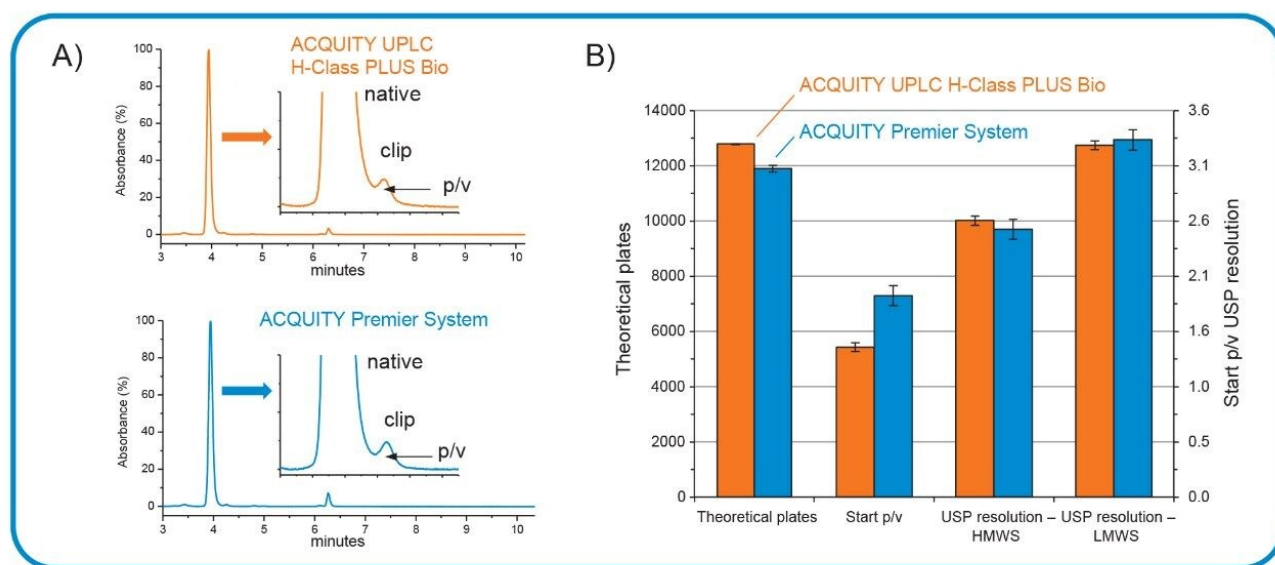 A)
ACQUITY UPLC
H-Class PLUS Bio
Absorbance (%)
100
80
60
40
20
0
native
clip
p/v
3 4 5 6 7 8 9 10
minutes
ACQUITY Premier System
Absorbance (%)
100
80
60
40
20
0
native
clip
p/v
3 4 5 6 7 8 9 10
minutes
B)
ACQUITY UPLC H-Class PLUS Bio
ACQUITY Premier System
Theoretical plates
14000
12000
10000
8000
6000
4000
2000
0
3.6
3.1
2.6
2.1
1.6
1.0
0.5
0.0
Start p/v USP resolution
Theoretical plates
Start p/v
USP resolution –
HMWS
USP resolution –
LMWS